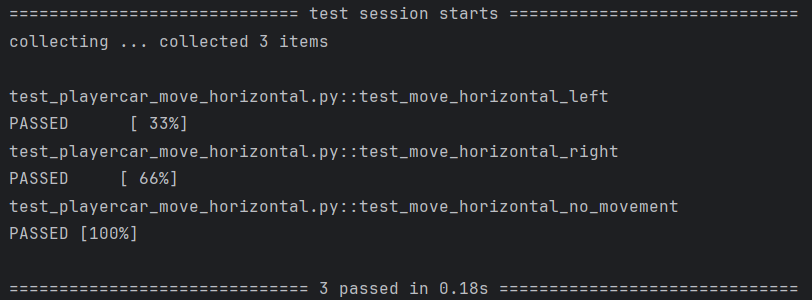 ============================= test session starts =============================
collecting ... collected 3 items
test_playercar_move_horizontal.py::test_move_horizontal_left
PASSED      [ 33%]
test_playercar_move_horizontal.py::test_move_horizontal_right
PASSED     [ 66%]
test_playercar_move_horizontal.py::test_move_horizontal_no_movement
PASSED [100%]
============================== 3 passed in 0.18s ==============================